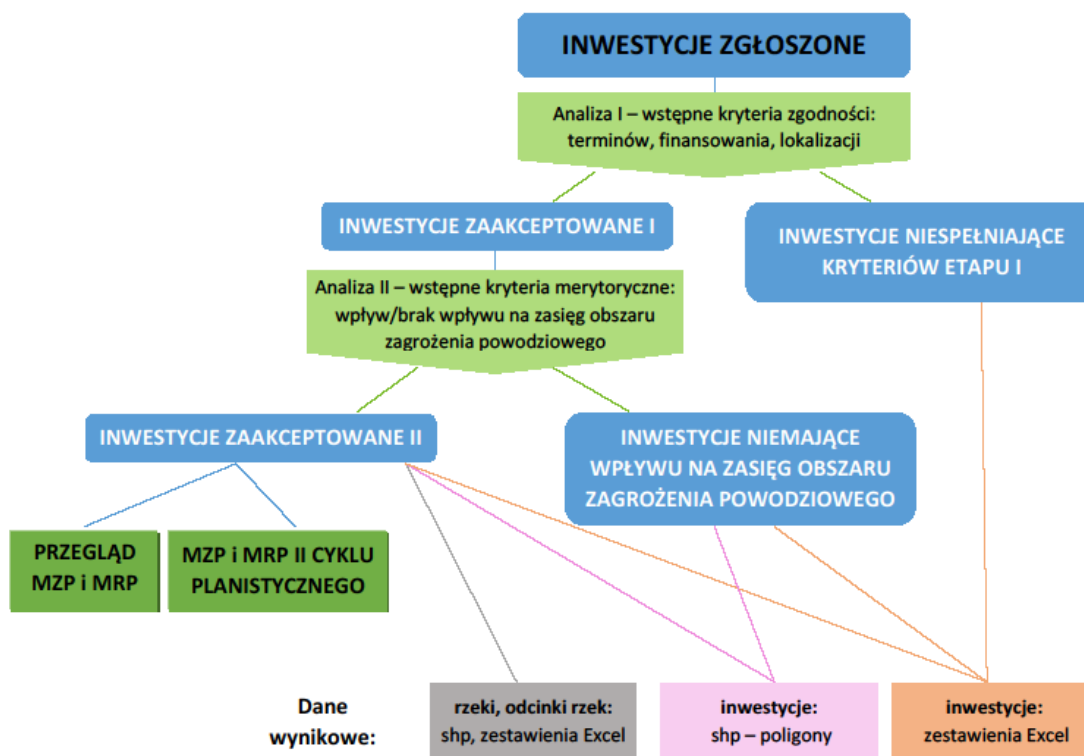 INWESTYCJE ZGŁOSZONE
Analiza I – wstępne kryteria zgodności:
terminów, finansowania, lokalizacji
INWESTYCJE ZAAKCEPTOWANE I
INWESTYCJE NIESPEŁNIAJĄCE
KRYTERIÓW ETAPU I
Analiza II – wstępne kryteria merytoryczne:
wpływ/brak wpływu na zasięg obszaru
zagrożenia powodziowego
INWESTYCJE ZAAKCEPTOWANE II
INWESTYCJE NIEMAJĄCE
WPŁYWU NA ZASIĘG OBSZARU
ZAGROŻENIA POWODZIOWEGO
PRZEGLĄD
MZP i MRP
MZP i MRP II CYKLU
PLANISTYCZNEGO
Dane
wynikowe:
rzeki, odcinki rzek:
shp, zestawienia Excel
inwestycje:
shp – poligony
inwestycje:
zestawienia Excel